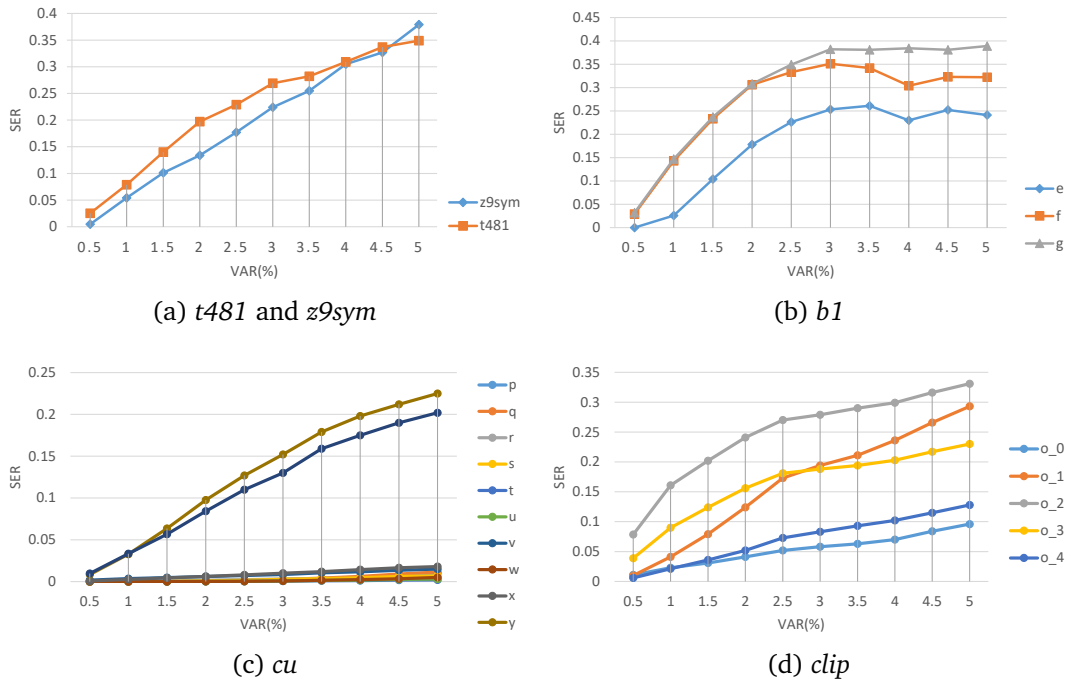 0.4
0.35
0.3
0.25
0.2
0.15
0.1
0.05
0
SER
0.5 1 1.5 2 2.5 3 3.5 4 4.5 5
VAR(%)
z9sym
t481
(a) t481 and z9sym
0.45
0.4
0.35
0.3
0.25
0.2
0.15
0.1
0.05
0
SER
0.5 1 1.5 2 2.5 3 3.5 4 4.5 5
VAR(%)
e
f
g
(b) b1
0.25
0.2
0.15
0.1
0.05
0
SER
0.5 1 1.5 2 2.5 3 3.5 4 4.5 5
VAR(%)
p
q
r
s
t
u
v
w
x
y
(c) cu
0.35
0.3
0.25
0.2
0.15
0.1
0.05
0
SER
0.5 1 1.5 2 2.5 3 3.5 4 4.5 5
VAR(%)
o_0
o_1
o_2
o_3
o_4
(d) clip